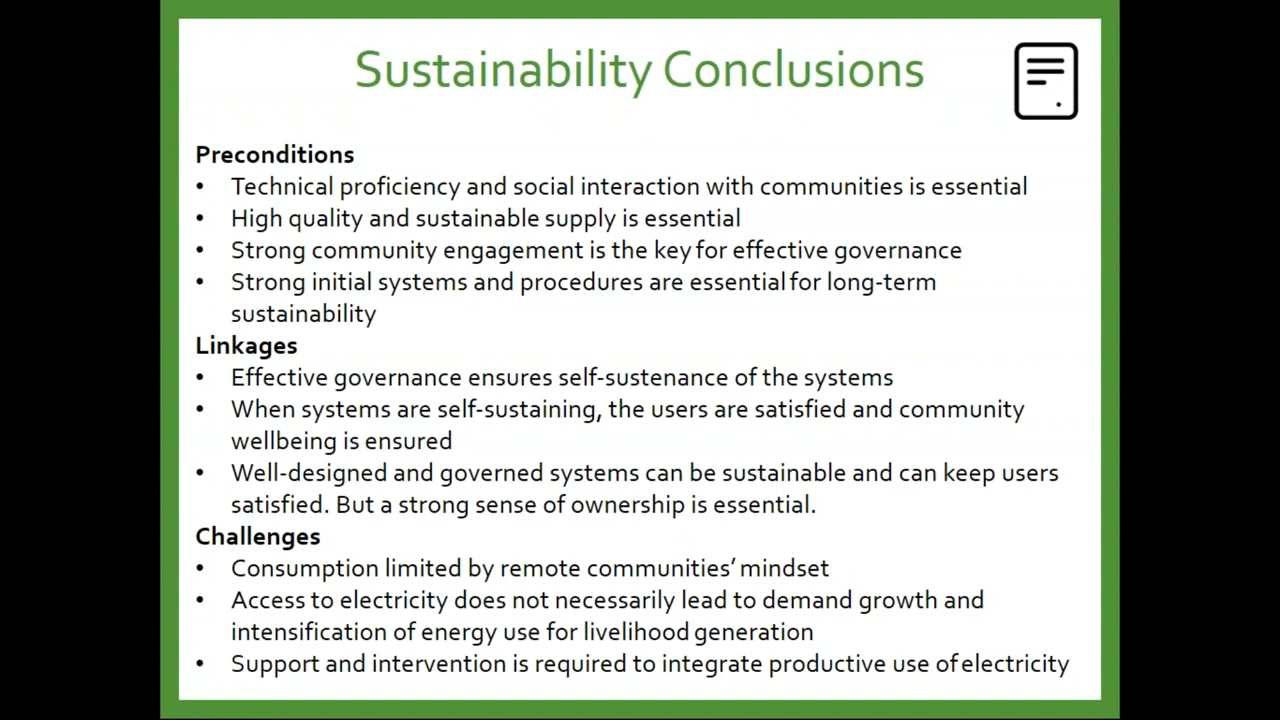 Sustainability Conclusions
Preconditions
• Technical proficiency and social interaction with communities is essential
• High quality and sustainable supply is essential
• Strong community engagement is the key for effective governance
• Strong initial systems and procedures are essential for long-term
sustainability
Linkages
• Effective governance ensures self-sustenance of the systems
• When systems are self-sustaining, the users are satisfied and community
wellbeing is ensured
• Well-designed and governed systems can be sustainable and can keep users
satisfied. But a strong sense of ownership is essential.
Challenges
• Consumption limited by remote communities’ mindset
• Access to electricity does not necessarily lead to demand growth and
intensification of energy use for livelihood generation
• Support and intervention is required to integrate productive use of electricity